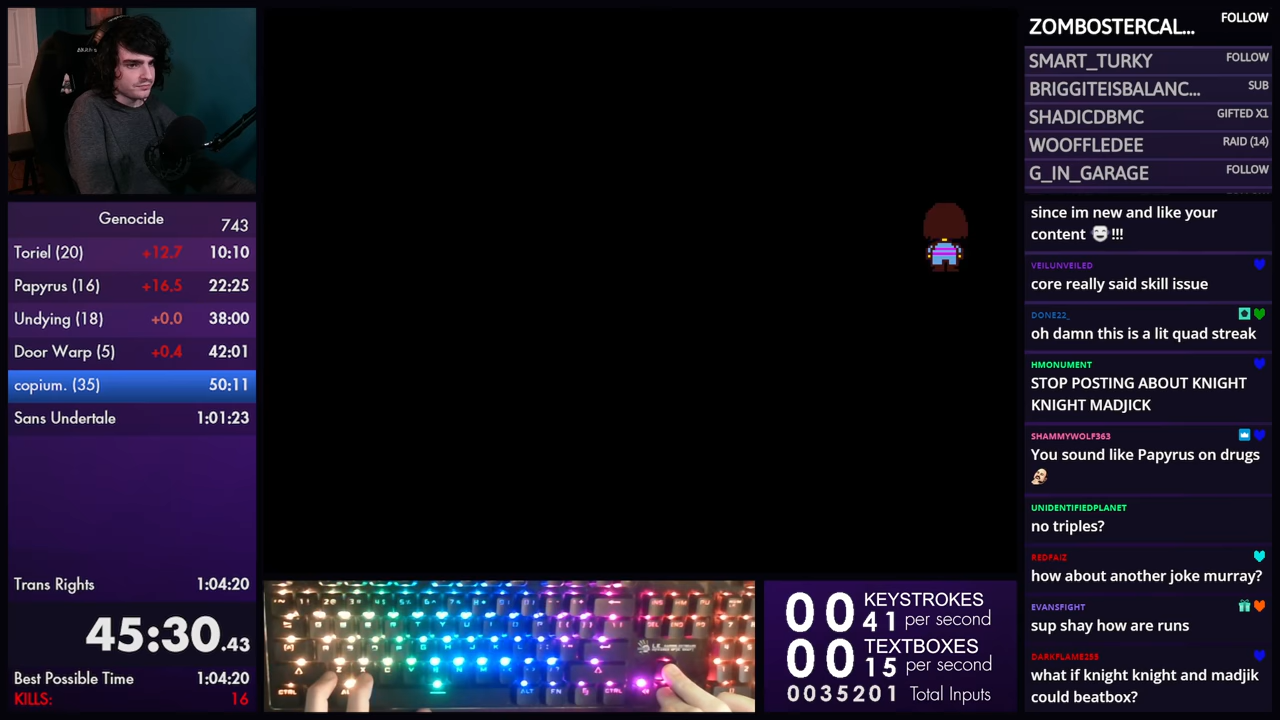 Genocide 743
Toriel (20) +12.7 10:10
Papyrus (16) +16.5 22:25
Undying (18) +0.0 38:00
Door Warp (5) +0.4 42:01
copium. (35) 50:11
Sans Undertale 1:01:23
Trans Rights 1:04:20
45:30.43
Best Possible Time 1:04:20
KILLS: 16
00 41 KEYSTROKES per second
00 15 TEXTBOXES per second
0035201 Total Inputs
ZOMBOSTERCAL... FOLLOW
SMART_TURKY FOLLOW
BRIGGITEISBALANC... SUB
SHADICDBMC GIFTED X1
WOOFFLEDEE RAID (14)
G_IN_GARAGE FOLLOW
since im new and like your
content !!!
VEILUNVEILED
core really said skill issue
DONE22_
oh damn this is a lit quad streak
HMONUMENT
STOP POSTING ABOUT KNIGHT
KNIGHT MADJICK
SHAMMYWOLF363
You sound like Papyrus on drugs
UNIDENTIFIEDPLANET
no triples?
REDPAIZ
how about another joke murray?
EVANSFIGHT
sup shay how are runs
DARKFLAME255
what if knight knight and madjik
could beatbox?